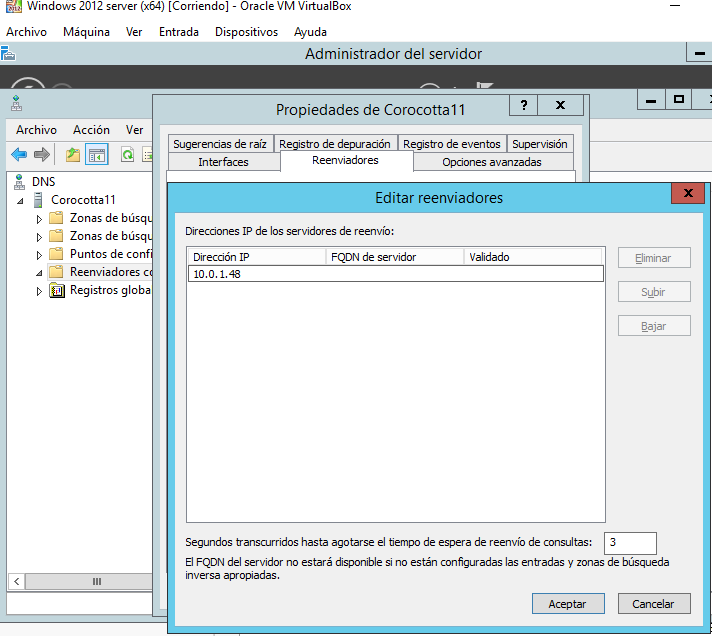 Windows 2012 server (x64) [Corriendo] - Oracle VM VirtualBox
Archivo Máquina Ver Entrada Dispositivos Ayuda
Administrador del servidor
Propiedades de Corocotta11
? X
Archivo Acción Ver
Sugerencias de raíz Registro de depuración Registro de eventos Supervisión
Interfaces Reenviadores Opciones avanzadas
DNS
Corocotta11
Zonas de búsqu
Zonas de búsqu
Puntos de confi
Reenviadores co
Registros globa
Editar reenviadores
X
Direcciones IP de los servidores de reenvío:
Dirección IP FQDN de servidor Validado
10.0.1.48
Eliminar
Subir
Bajar
Segundos transcurridos hasta agotarse el tiempo de espera de reenvío de consultas: 3
El FQDN del servidor no estará disponible si no están configuradas las entradas y zonas de búsqueda
inversa apropiadas.
Aceptar Cancelar